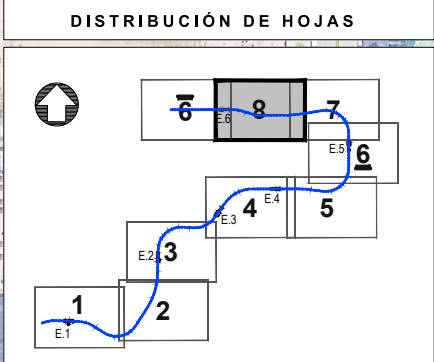 DISTRIBUCIÓN DE HOJAS
6
8
7
E.6
E.5
6
4
E.4
5
E.3
3
E.2
1
2
E.1